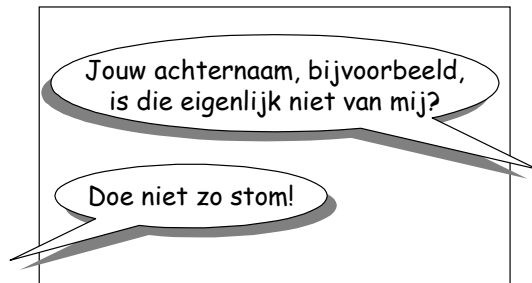 Jouw achternaam, bijvoorbeeld,
is die eigenlijk niet van mij?
Doe niet zo stom!